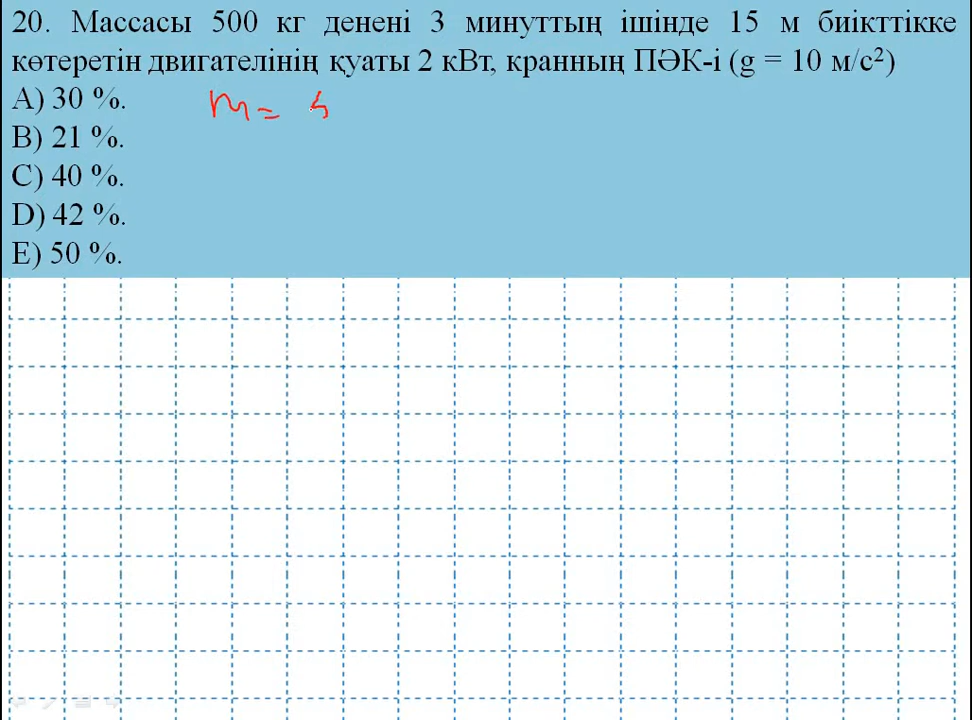 20. Массасы 500 кг денені 3 минуттың ішінде 15 м биікттікке
көтеретін двигателінің қуаты 2 кВт, кранның ПӘК-і (g = 10 м/с²)
A) 30 %.
m = 5
B) 21 %.
C) 40 %.
D) 42 %.
E) 50 %.